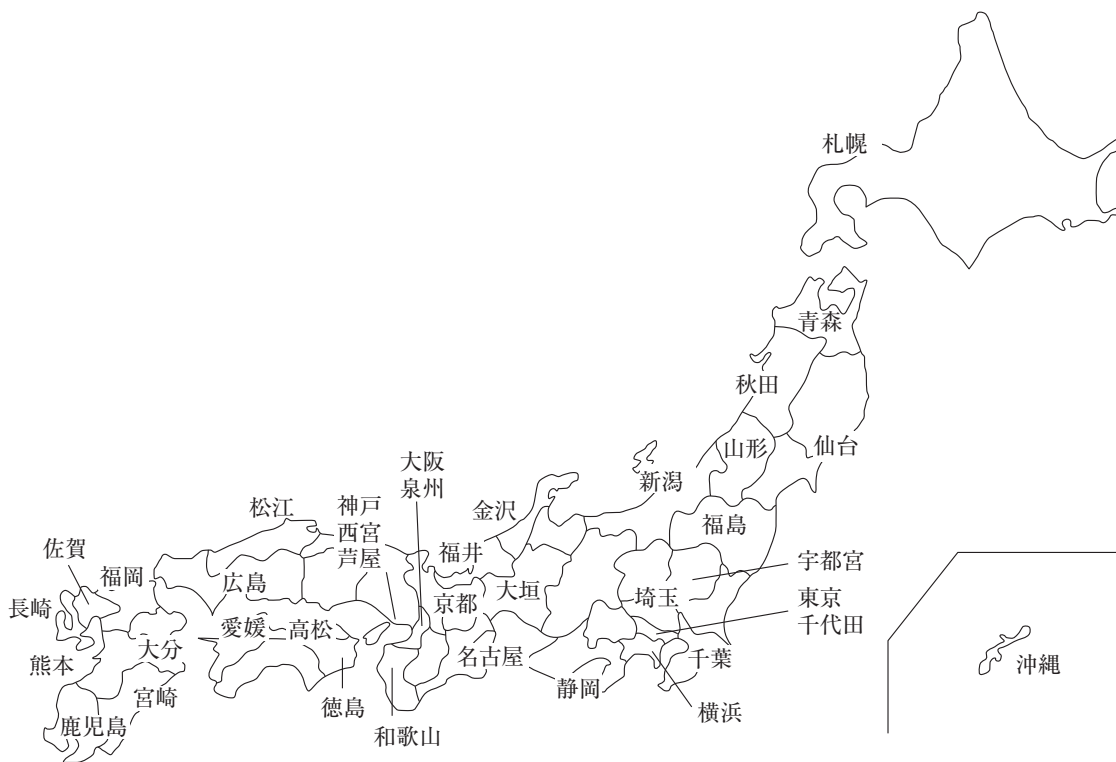 札幌
青森
秋田
山形
仙台
新潟
福島
金沢
大阪
泉州
松江
神戸
西宮
芦屋
福井
宇都宮
佐賀
福岡
広島
大垣
京都
埼玉
東京
千代田
長崎
愛媛
高松
大分
名古屋
千葉
熊本
静岡
沖縄
宮崎
徳島
横浜
鹿児島
和歌山